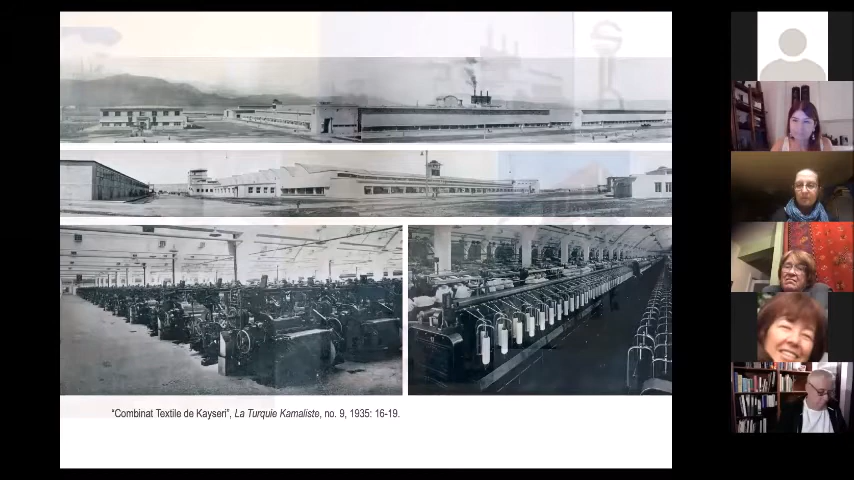 “Combinat Textile de Kayseri”, La Turquie Kamaliste, no. 9, 1935: 16-19.